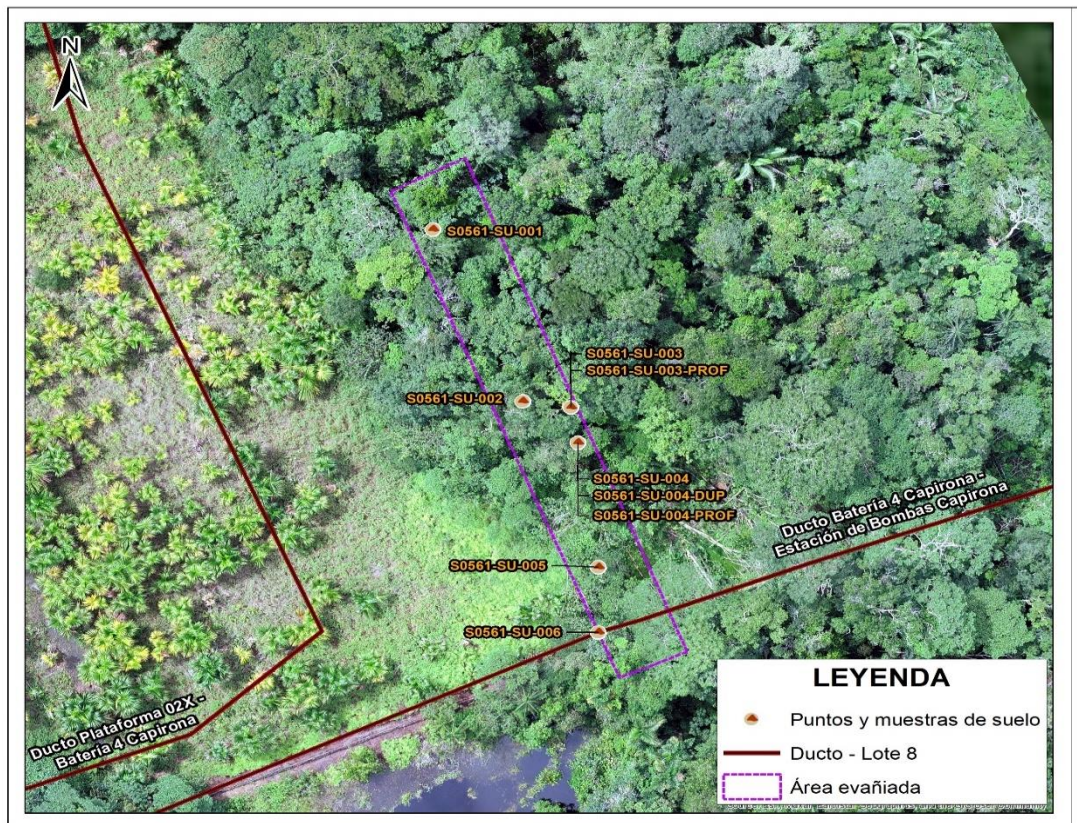 N
S0561-SU-001
S0561-SU-003
S0561-SU-003-PROF
S0561-SU-002
S0561-SU-004
S0561-SU-004-DUP
S0561-SU-004-PROF
Ducto Batería 4 Capirona -
Estación de Bombas Capirona
S0561-SU-005
S0561-SU-006
Ducto Plataforma 02X -
Batería 4 Capirona
LEYENDA
Puntos y muestras de suelo
Ducto - Lote 8
Área evañiada